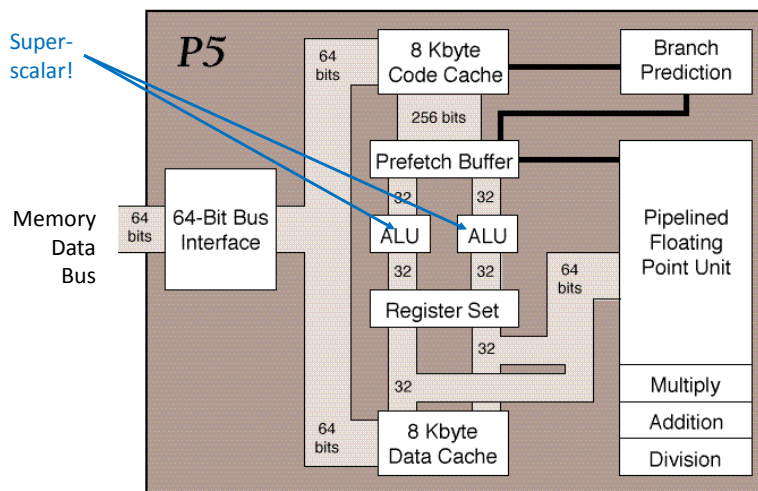 Super-
scalar!
P5
64
bits
8 Kbyte
Code Cache
Branch
Prediction
256 bits
Prefetch Buffer
32
32
Memory
Data
Bus
64
bits
64-Bit Bus
Interface
ALU
ALU
Pipelined
Floating
Point Unit
64
bits
32
32
Register Set
32
32
Multiply
64
bits
8 Kbyte
Data Cache
Addition
Division